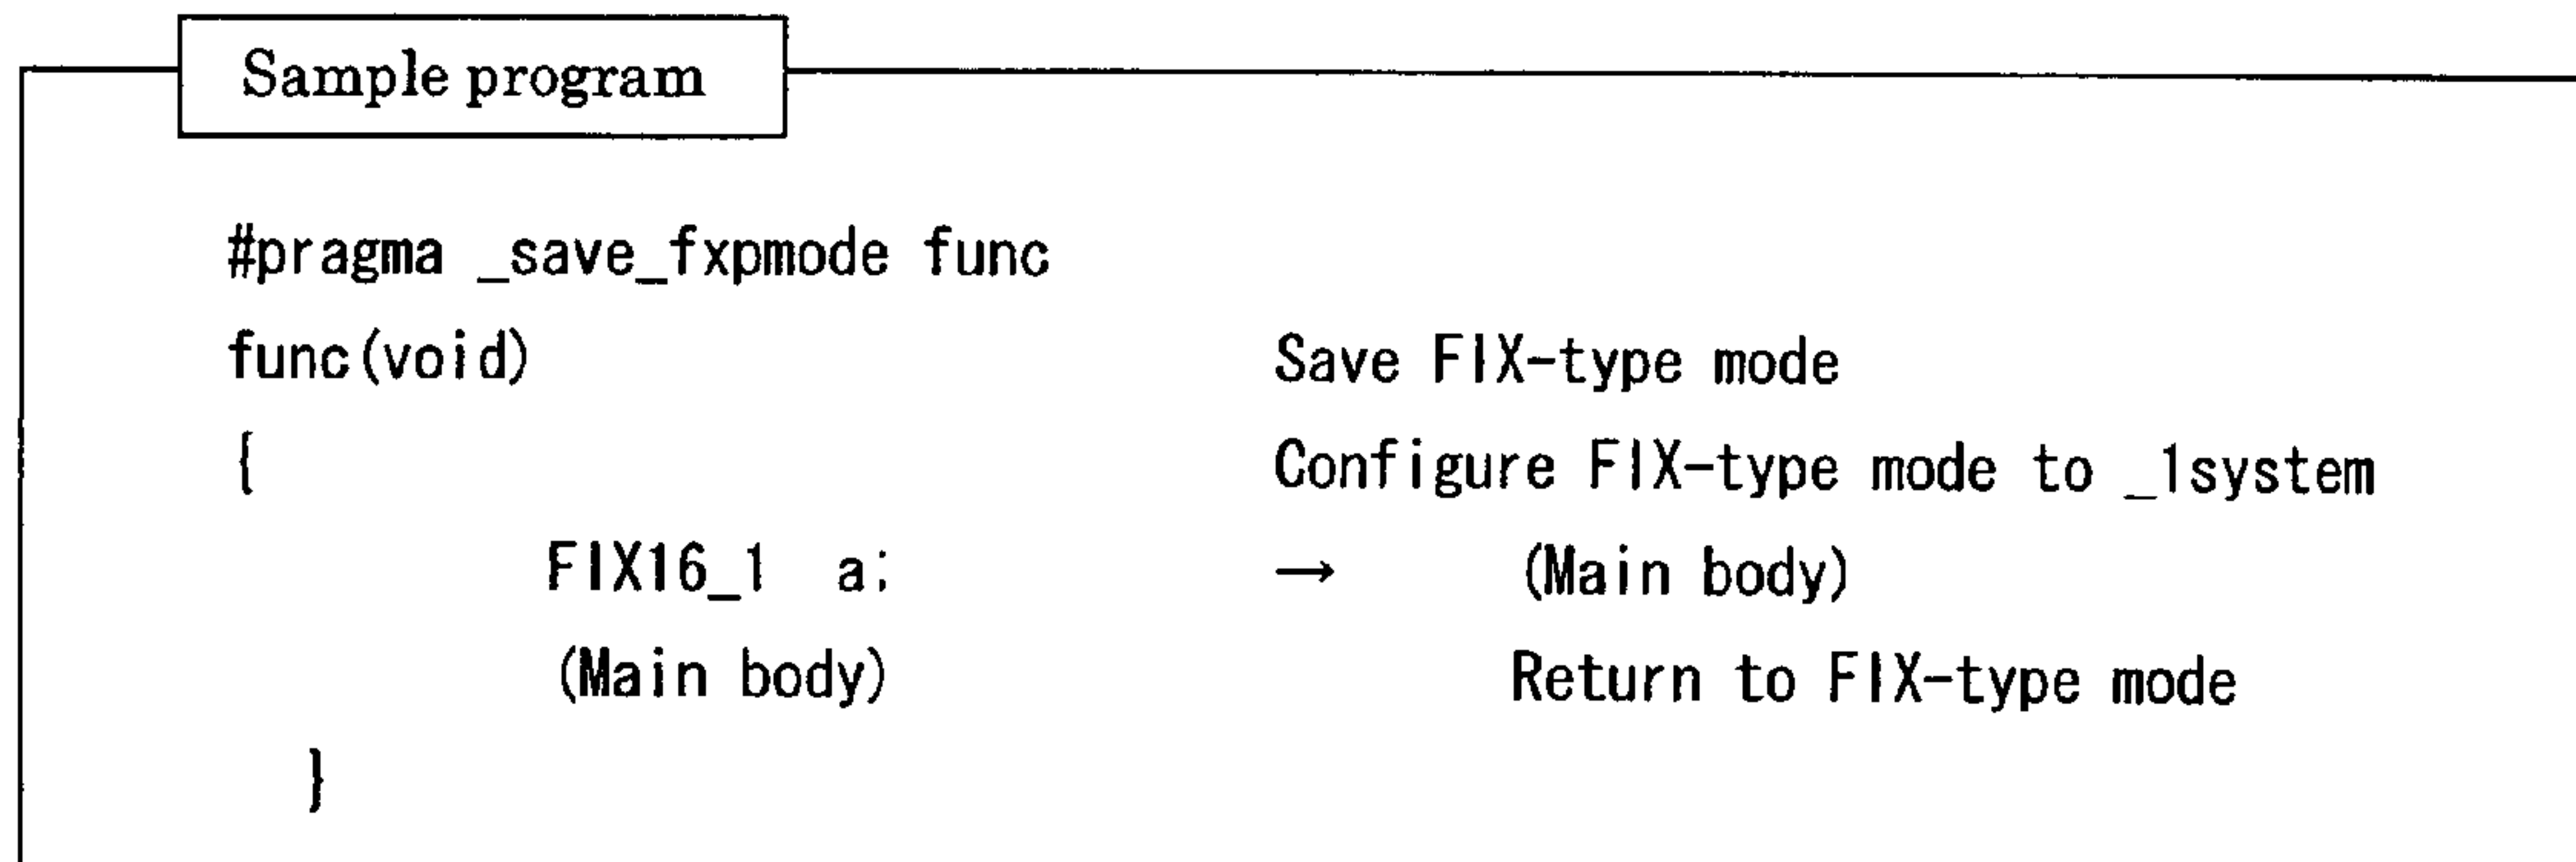 Sample program
#pragma _save_fxpmode func
func(void)
Save FIX-type mode
{
Configure FIX-type mode to _1system
FIX16_1 a;
→ (Main body)
(Main body)
Return to FIX-type mode
}